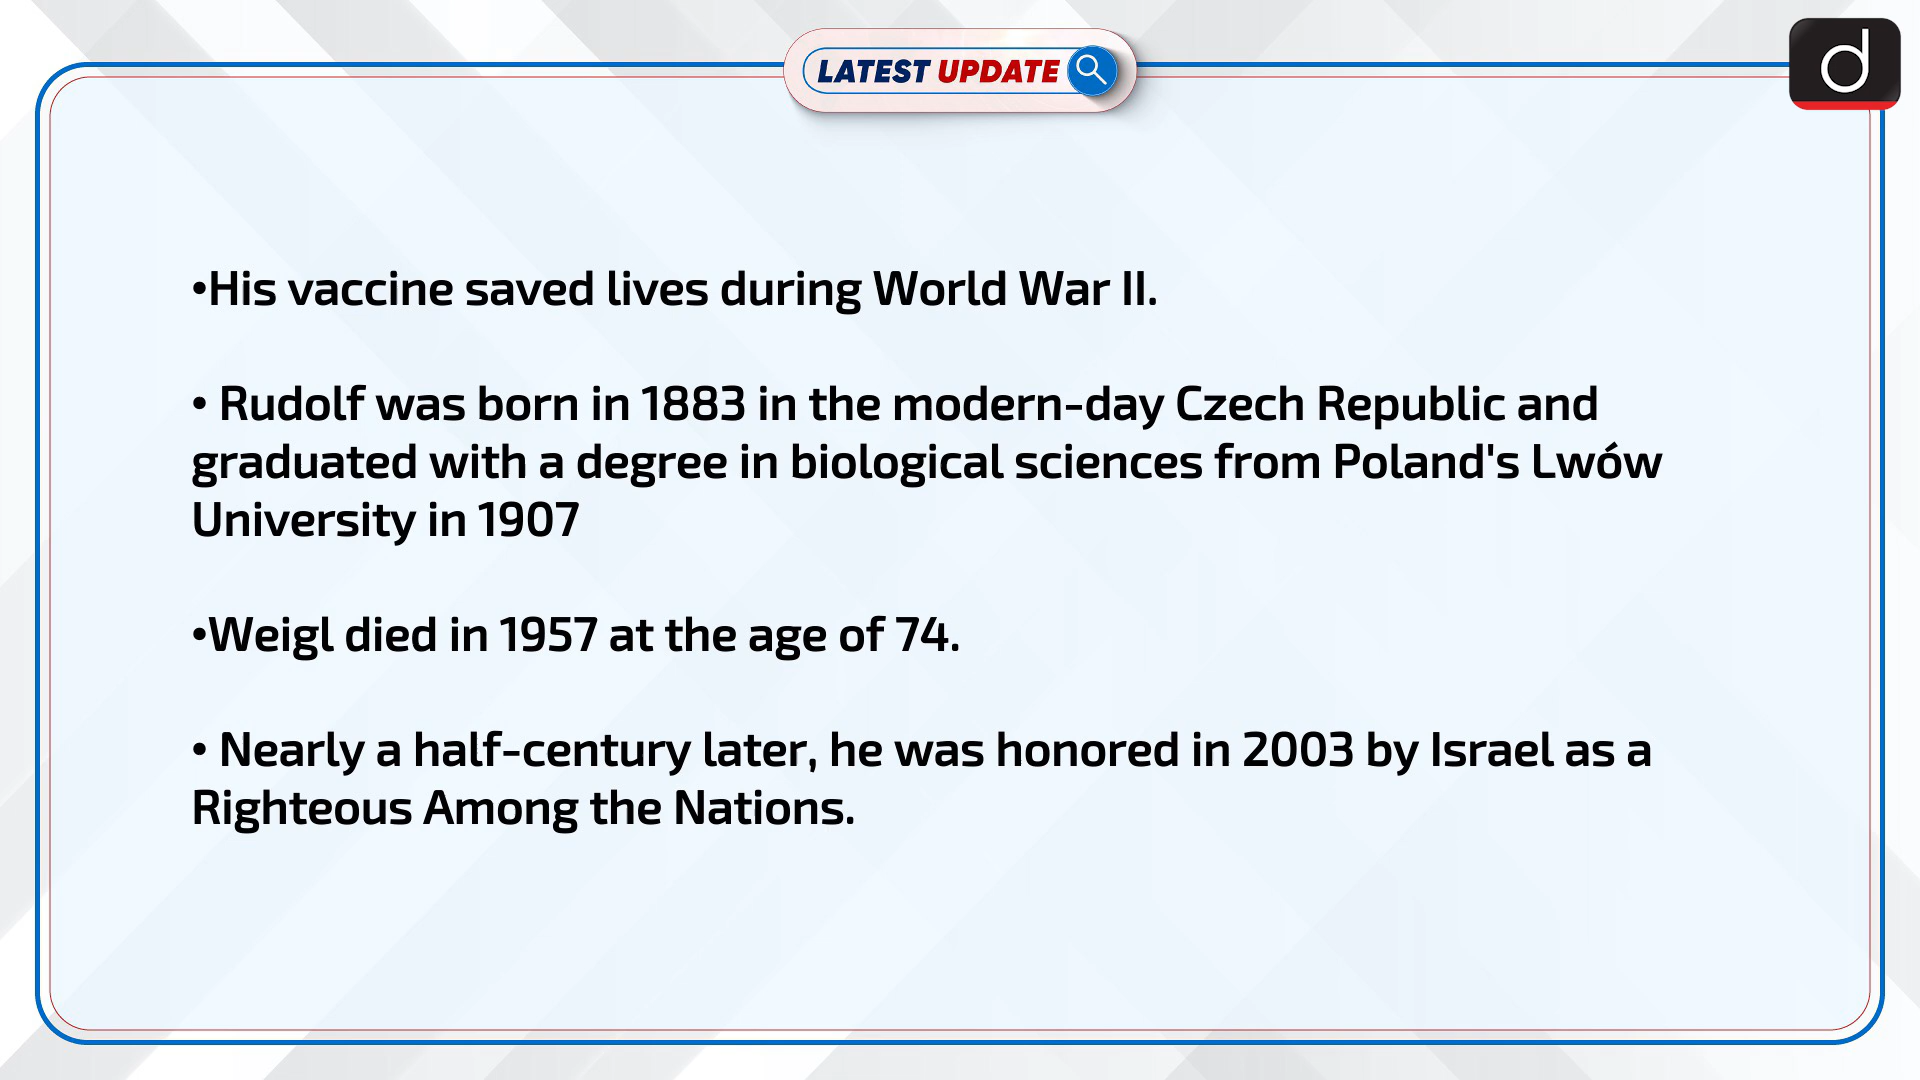 LATEST UPDATE
d
•His vaccine saved lives during World War II.
• Rudolf was born in 1883 in the modern-day Czech Republic and
graduated with a degree in biological sciences from Poland's Lwów
University in 1907
•Weigl died in 1957 at the age of 74.
• Nearly a half-century later, he was honored in 2003 by Israel as a
Righteous Among the Nations.